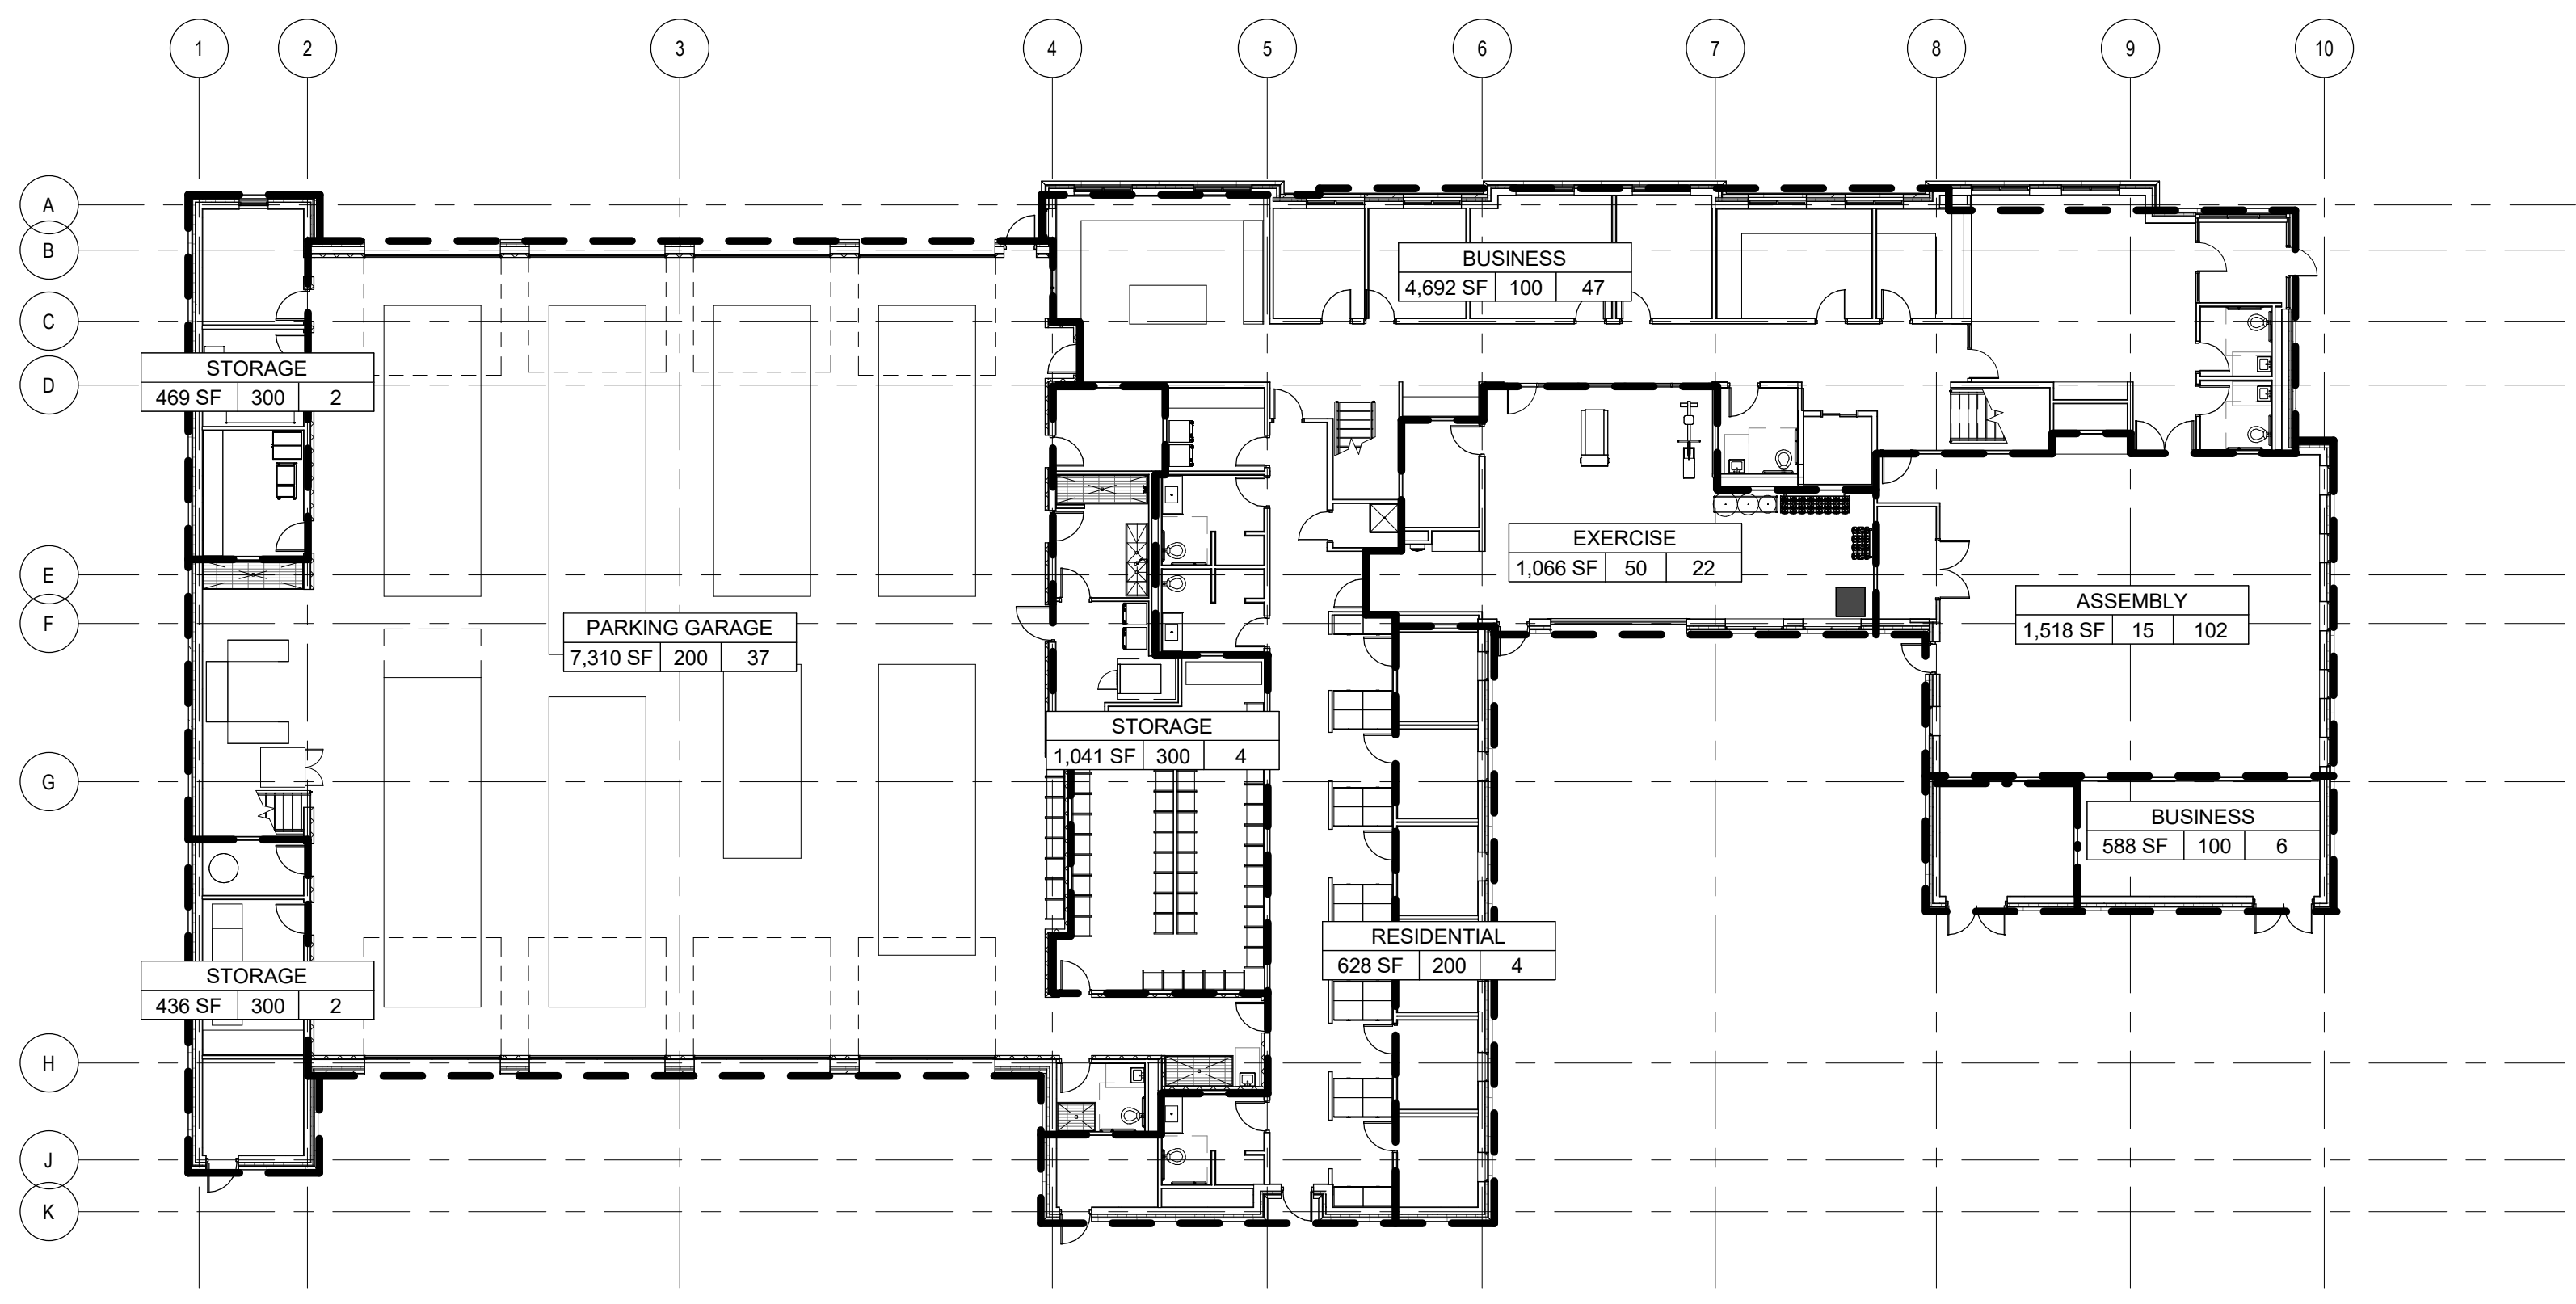 1 2 3 4 5 6 7 8 9 10
A
B
C
D
E
F
G
H
J
K
BUSINESS
4,692 SF 100 47
STORAGE
469 SF 300 2
EXERCISE
1,066 SF 50 22
ASSEMBLY
1,518 SF 15 102
PARKING GARAGE
7,310 SF 200 37
STORAGE
1,041 SF 300 4
BUSINESS
588 SF 100 6
RESIDENTIAL
628 SF 200 4
STORAGE
436 SF 300 2